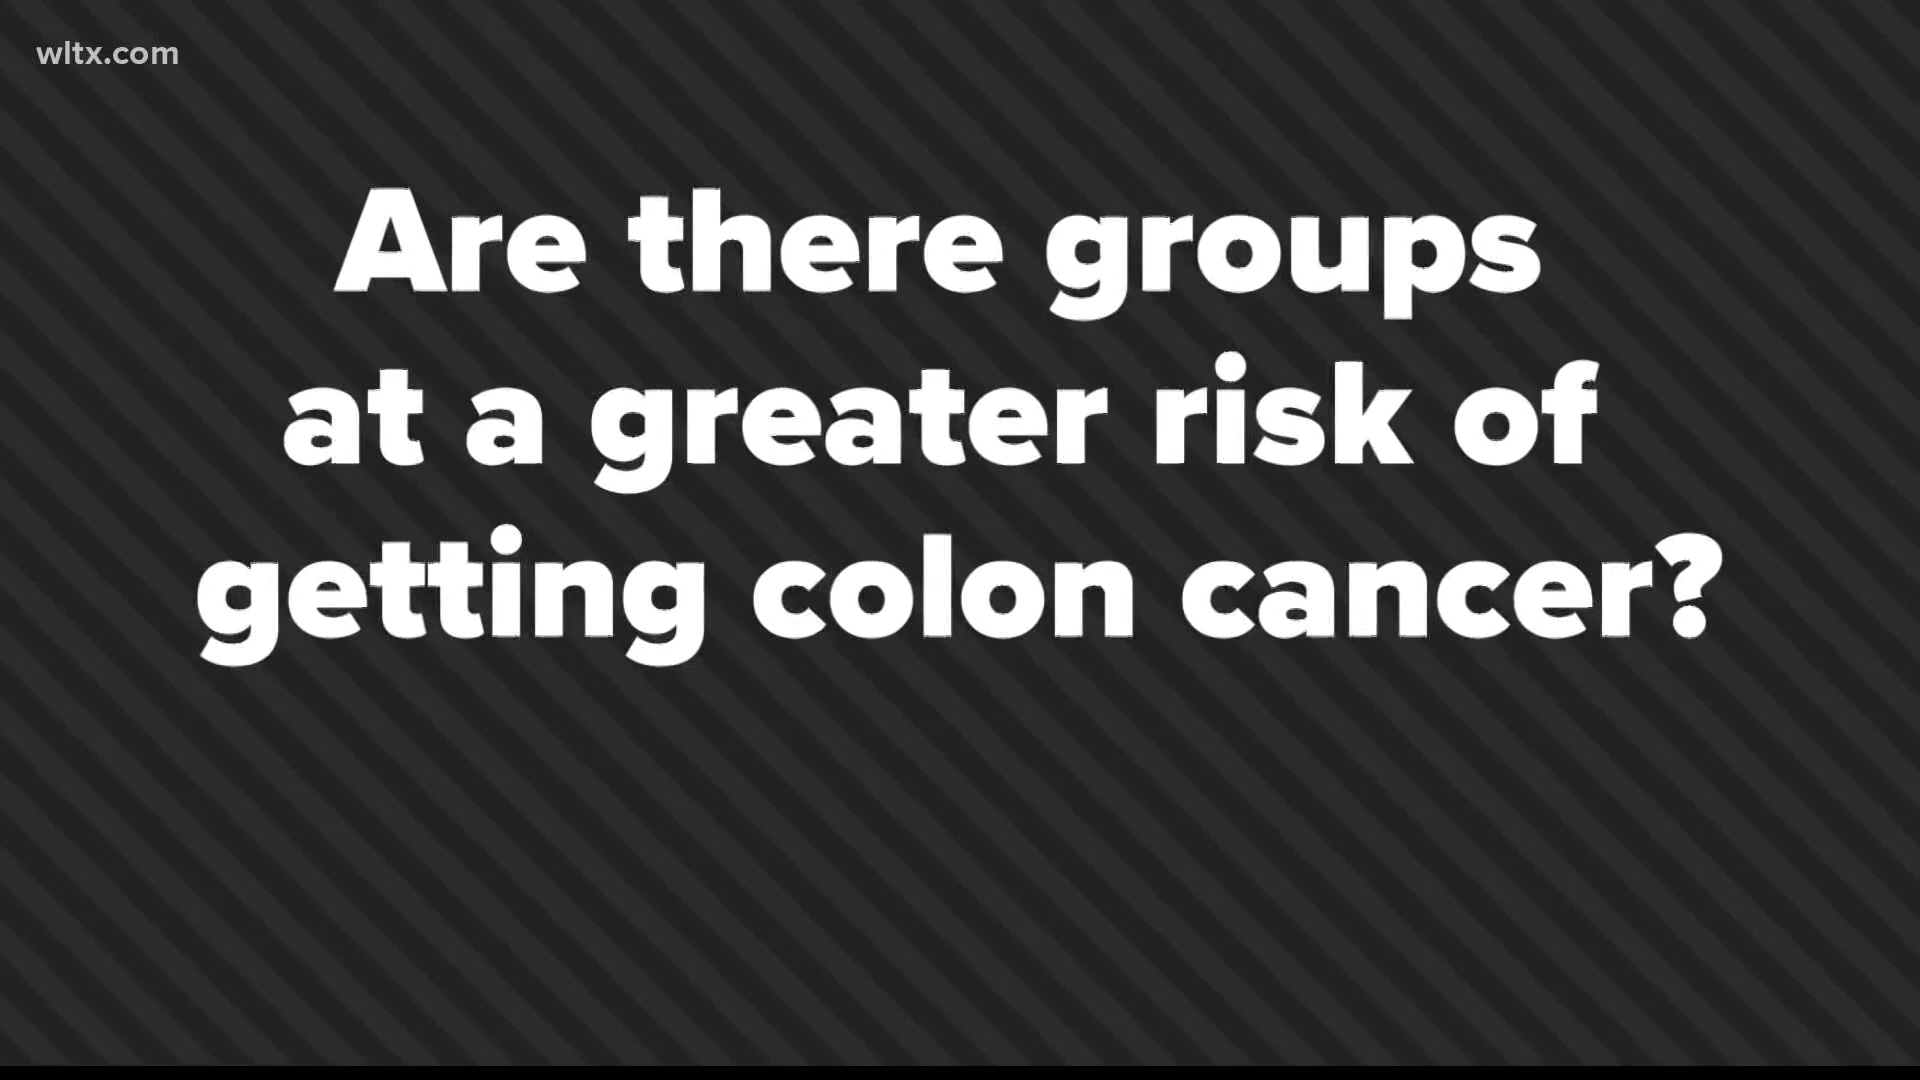 wltx.com
Are there groups
at a greater risk of
getting colon cancer?